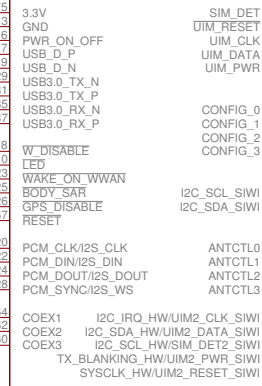 3.3V SIM_DET
GND UIM_RESET
PWR_ON_OFF UIM_CLK
USB_D_P UIM_DATA
USB_D_N UIM_PWR
USB3.0_TX_N
USB3.0_TX_P
USB3.0_RX_N CONFIG_0
USB3.0_RX_P CONFIG_1
CONFIG_2
W_DISABLE CONFIG_3
LED
WAKE_ON_WWAN
BODY_SAR I2C_SCL_SIWI
GPS_DISABLE I2C_SDA_SIWI
RESET
PCM_CLK/I2S_CLK ANTCTL0
PCM_DIN/I2S_DIN ANTCTL1
PCM_DOUT/I2S_DOUT ANTCTL2
PCM_SYNC/I2S_WS ANTCTL3
COEX1 I2C_IRQ_HW/UIM2_CLK_SIWI
COEX2 I2C_SDA_HW/UIM2_DATA_SIWI
COEX3 I2C_SCL_HW/SIM_DET2_SIWI
TX_BLANKING_HW/UIM2_PWR_SIWI
SYSCLK_HW/UIM2_RESET_SIWI